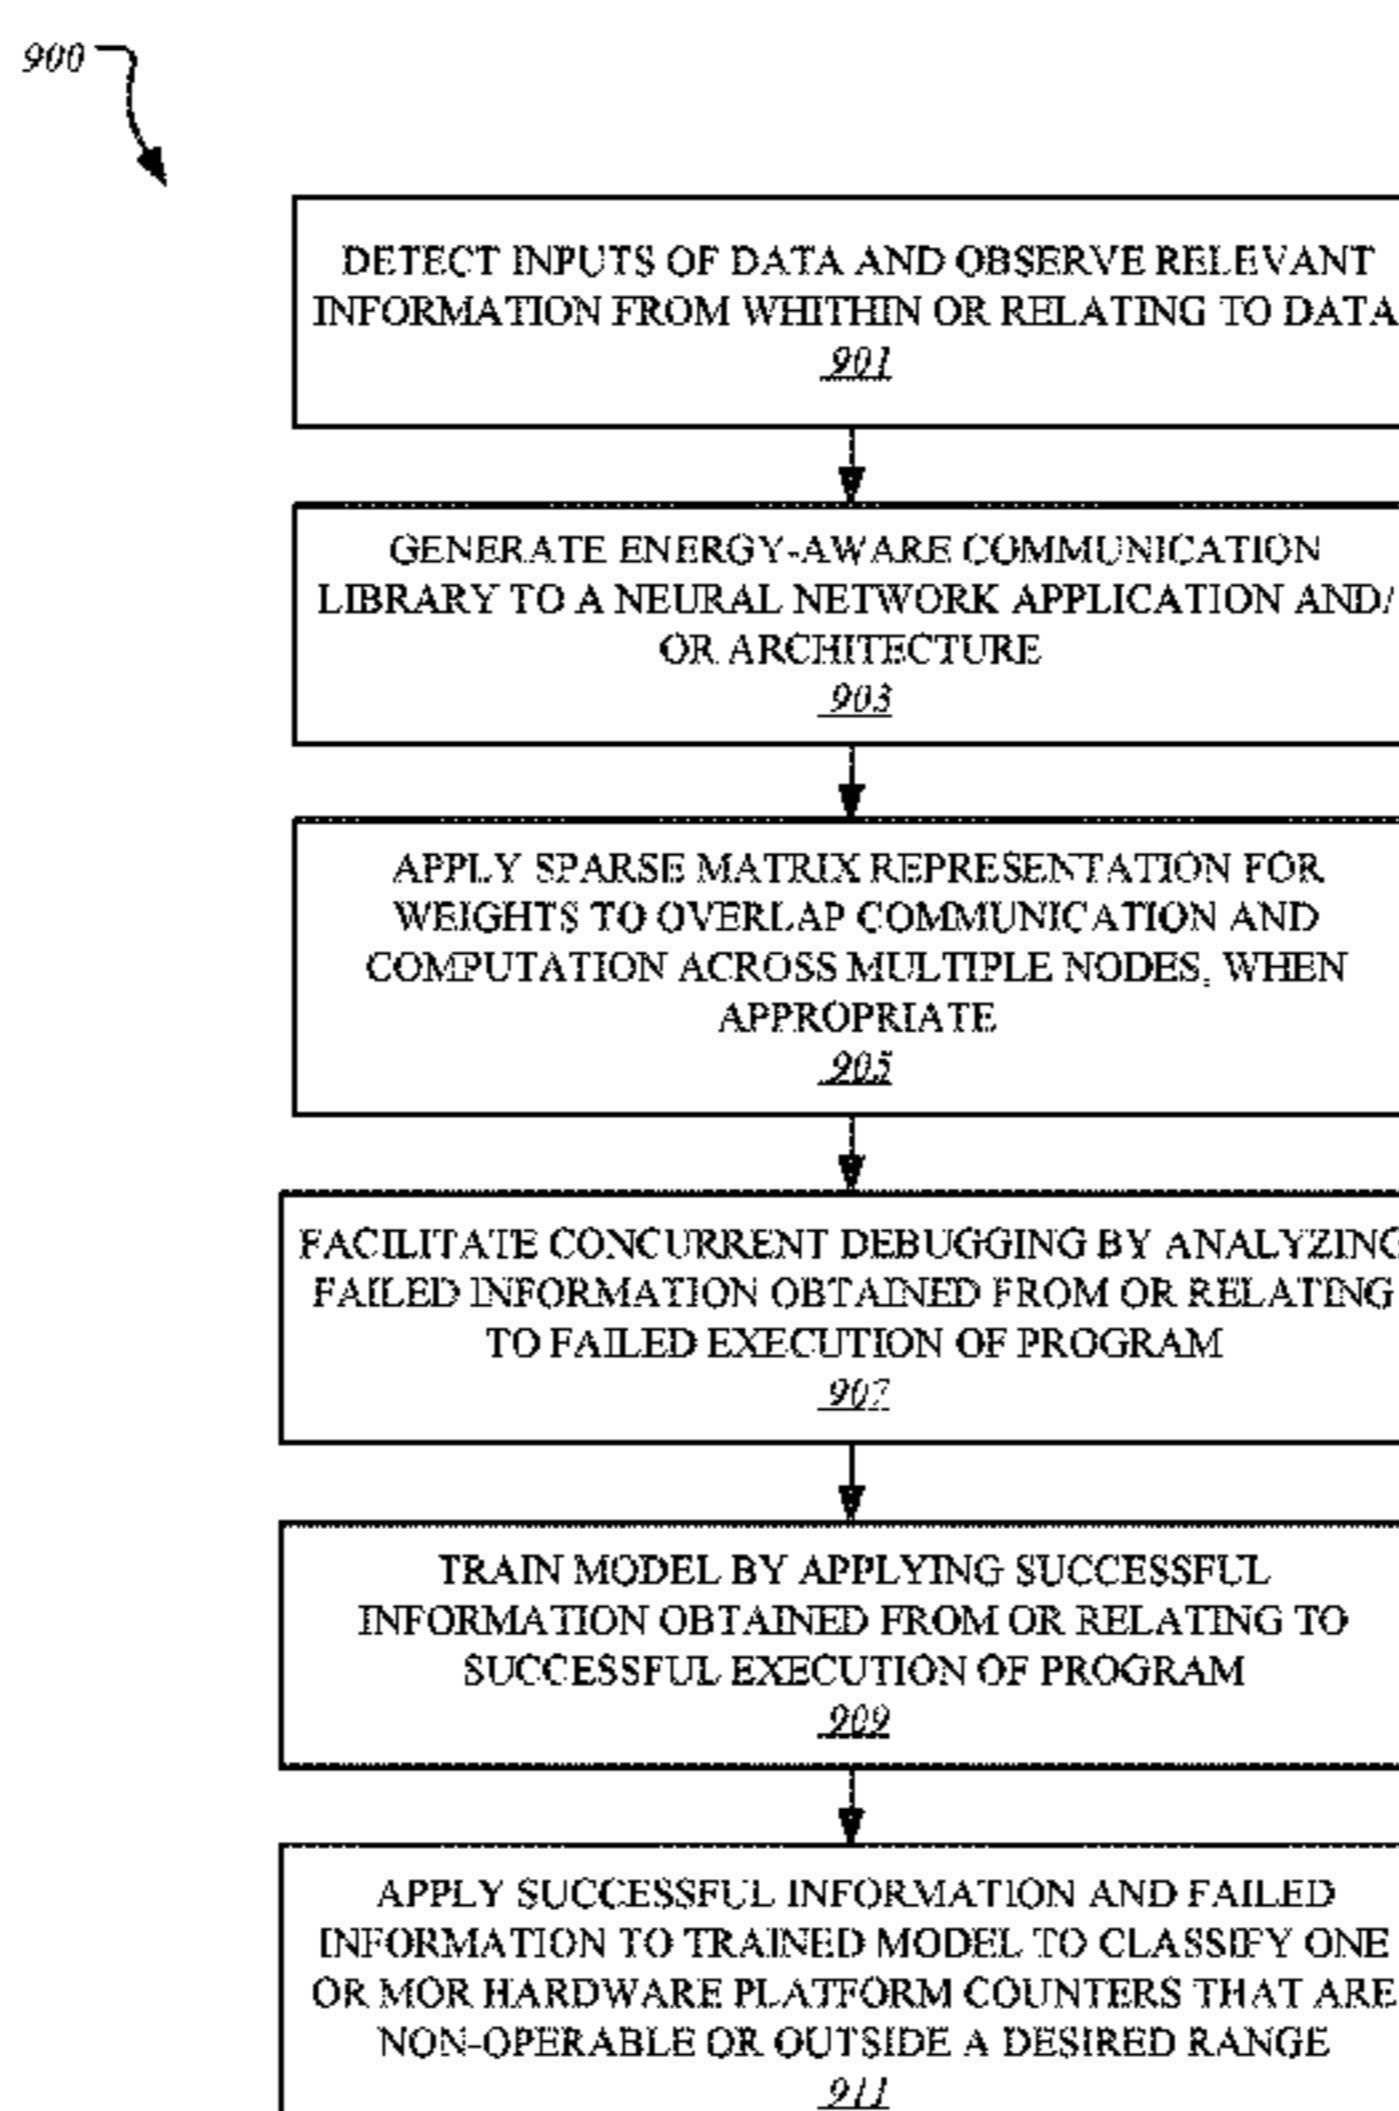 900
DETECT INPUTS OF DATA AND OBSERVE RELEVANT
INFORMATION FROM WHITHIN OR RELATING TO DATA
901
GENERATE ENERGY-AWARE COMMUNICATION
LIBRARY TO A NEURAL NETWORK APPLICATION AND/
OR ARCHITECTURE
903
APPLY SPARSE MATRIX REPRESENTATION FOR
WEIGHTS TO OVERLAP COMMUNICATION AND
COMPUTATION ACROSS MULTIPLE NODES, WHEN
APPROPRIATE
905
FACILITATE CONCURRENT DEBUGGING BY ANALYZING
FAILED INFORMATION OBTAINED FROM OR RELATING
TO FAILED EXECUTION OF PROGRAM
907
TRAIN MODEL BY APPLYING SUCCESSFUL
INFORMATION OBTAINED FROM OR RELATING TO
SUCCESSFUL EXECUTION OF PROGRAM
909
APPLY SUCCESSFUL INFORMATION AND FAILED
INFORMATION TO TRAINED MODEL TO CLASSIFY ONE
OR MOR HARDWARE PLATFORM COUNTERS THAT ARE
NON-OPERABLE OR OUTSIDE A DESIRED RANGE
911